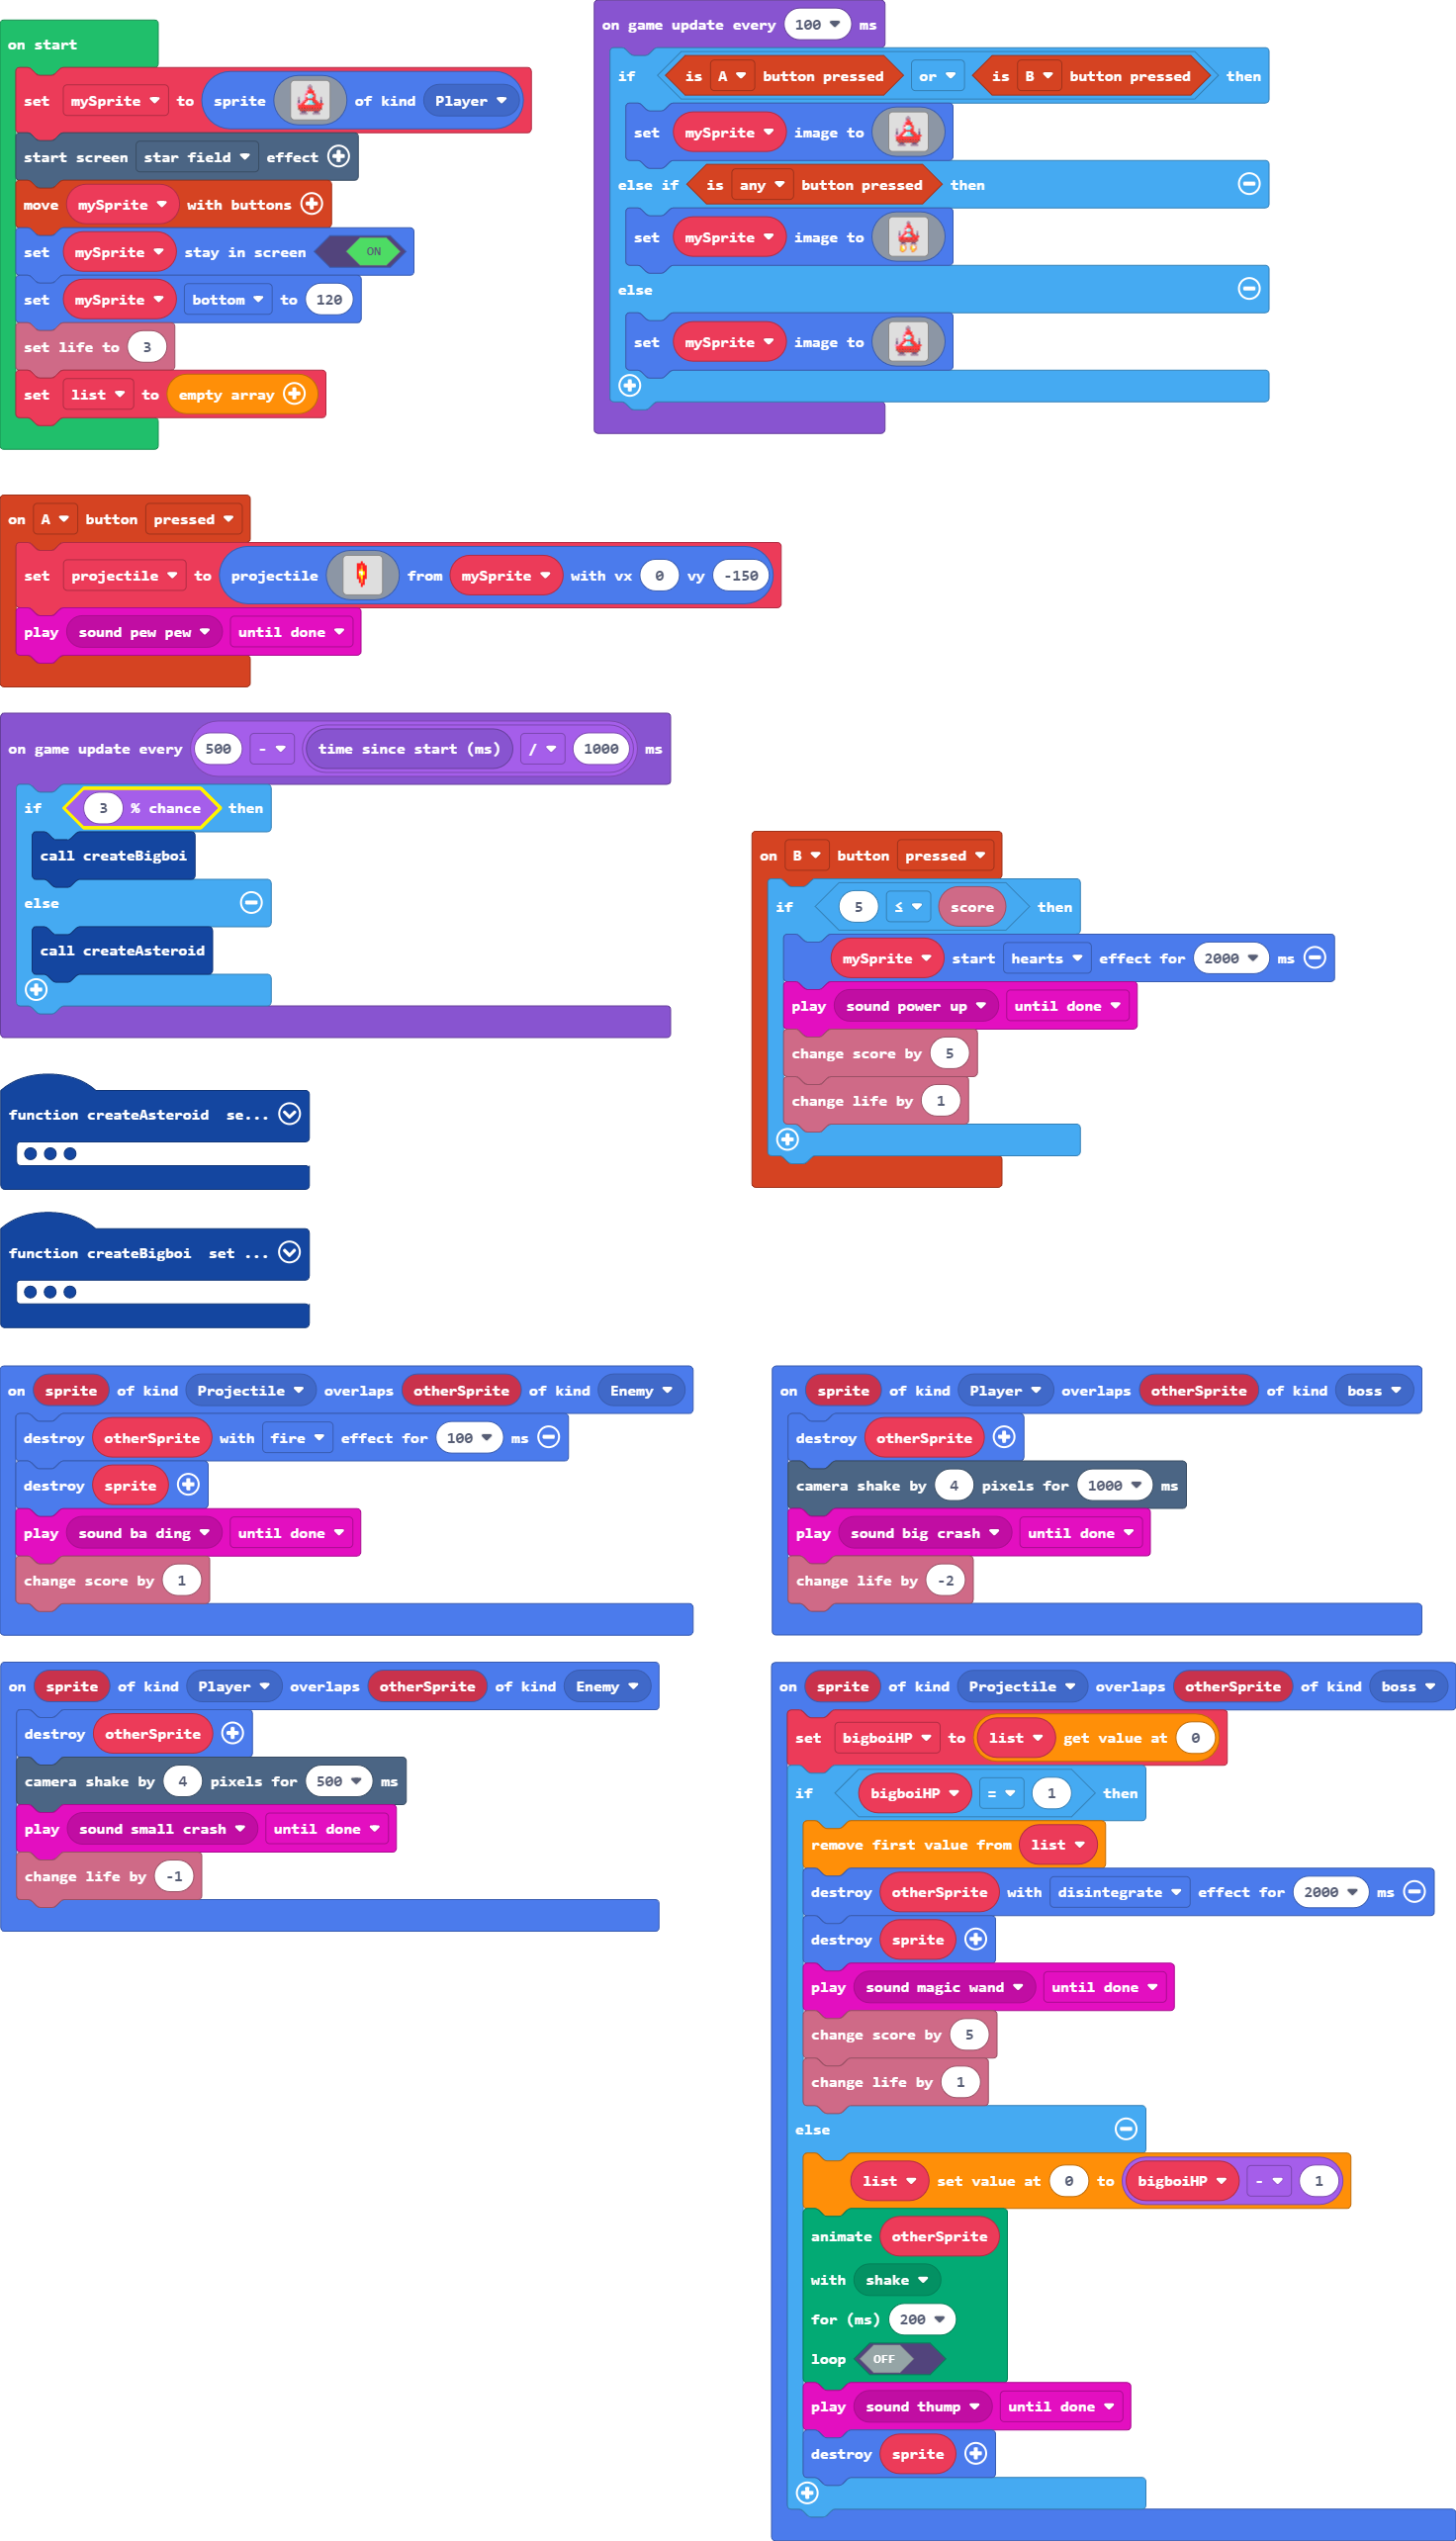 on start
set mySprite to sprite of kind Player
start screen star field effect
move mySprite with buttons
set mySprite stay in screen ON
set mySprite bottom to 120
set life to 3
set list to empty array
on game update every 100 ms
if is A button pressed or is B button pressed then
set mySprite image to
else if is any button pressed then
set mySprite image to
else
set mySprite image to
on A button pressed
set projectile to projectile from mySprite with vx 0 vy -150
play sound pew pew until done
on game update every 500 - time since start (ms) / 1000 ms
if 3 % chance then
call createBigboi
else
call createAsteroid
on B button pressed
if 5 ≤ score then
mySprite start hearts effect for 2000 ms
play sound power up until done
change score by 5
change life by 1
function createAsteroid se...
function createBigboi set ...
on sprite of kind Projectile overlaps otherSprite of kind Enemy
destroy otherSprite with fire effect for 100 ms
destroy sprite
play sound ba ding until done
change score by 1
on sprite of kind Player overlaps otherSprite of kind boss
destroy otherSprite
camera shake by 4 pixels for 1000 ms
play sound big crash until done
change life by -2
on sprite of kind Player overlaps otherSprite of kind Enemy
destroy otherSprite
camera shake by 4 pixels for 500 ms
play sound small crash until done
change life by -1
on sprite of kind Projectile overlaps otherSprite of kind boss
set bigboiHP to list get value at 0
if bigboiHP = 1 then
remove first value from list
destroy otherSprite with disintegrate effect for 2000 ms
destroy sprite
play sound magic wand until done
change score by 5
change life by 1
else
list set value at 0 to bigboiHP - 1
animate otherSprite
with shake
for (ms) 200
loop OFF
play sound thump until done
destroy sprite